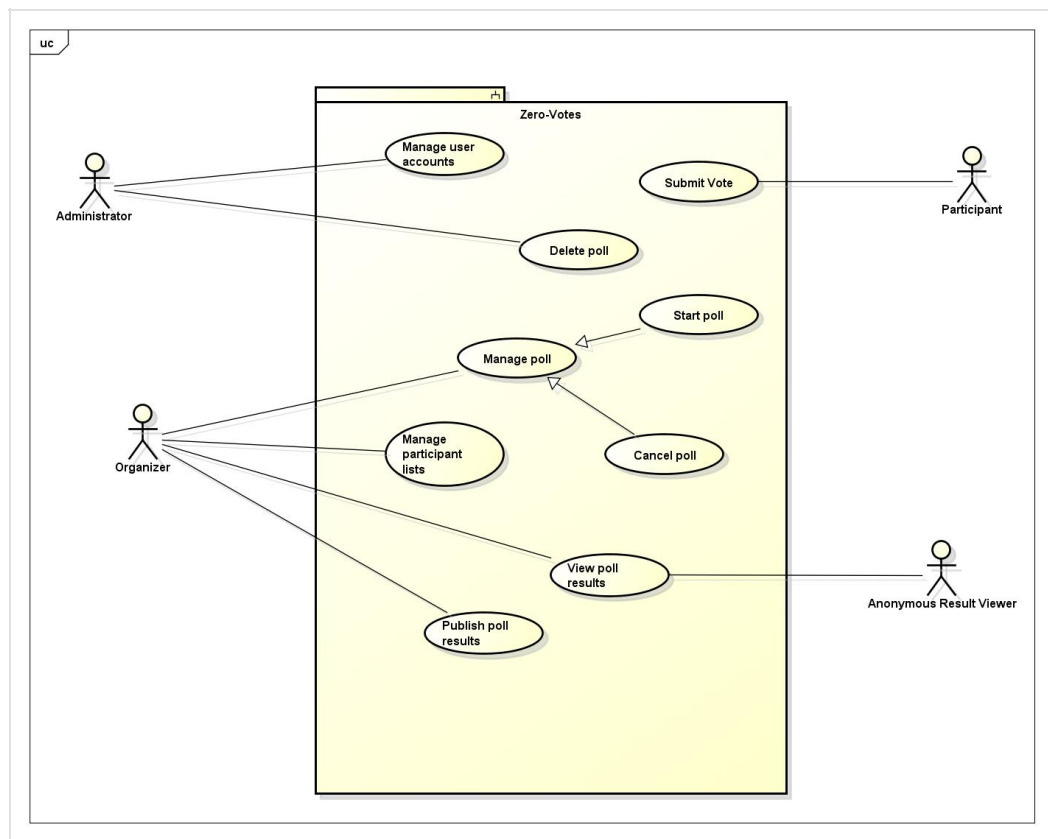 uc
Zero-Votes
Manage user
accounts
Submit Vote
Administrator
Participant
Delete poll
Start poll
Manage poll
Manage
participant
lists
Cancel poll
Organizer
View poll
results
Anonymous Result Viewer
Publish poll
results